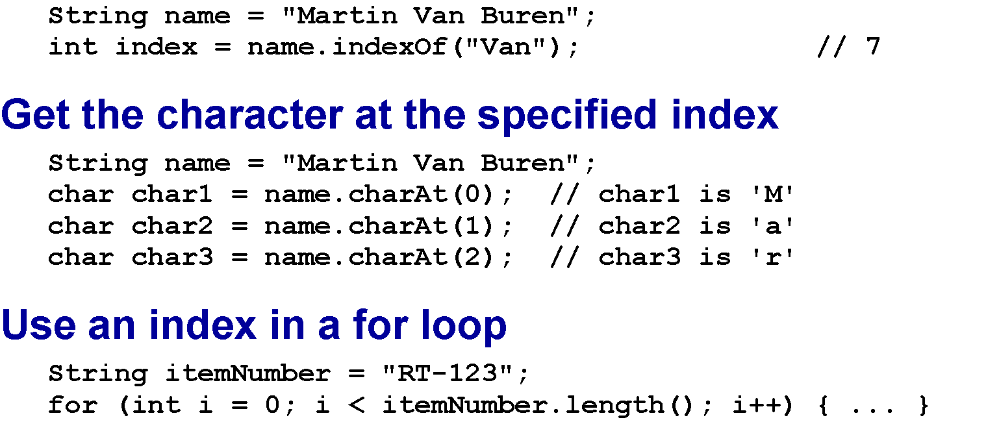 String name = "Martin Van Buren";
int index = name.indexOf("Van"); // 7
Get the character at the specified index
String name = "Martin Van Buren";
char char1 = name.charAt(0); // char1 is 'M'
char char2 = name.charAt(1); // char2 is 'a'
char char3 = name.charAt(2); // char3 is 'r'
Use an index in a for loop
String itemNumber = "RT-123";
for (int i = 0; i < itemNumber.length(); i++) { ... }